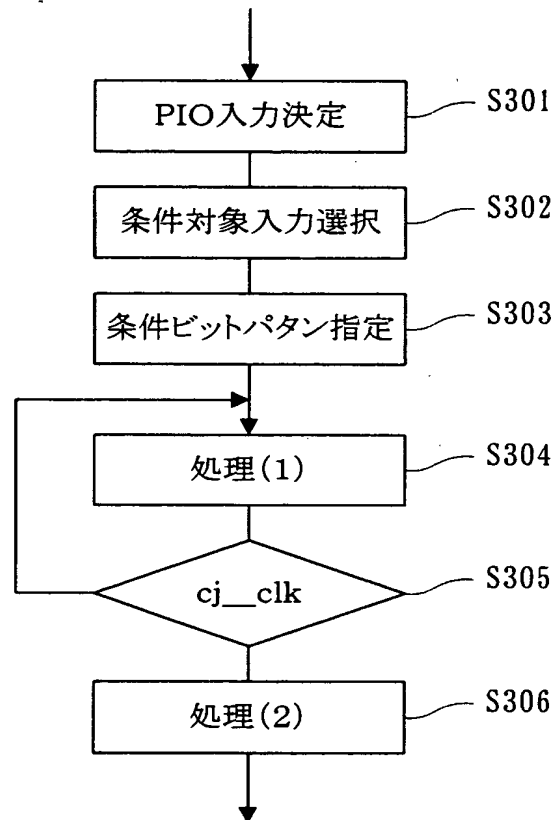 PIO入力決定
S301
条件対象入力選択
S302
条件ビットパタン指定
S303
処理(1)
S304
cj__clk
S305
処理(2)
S306